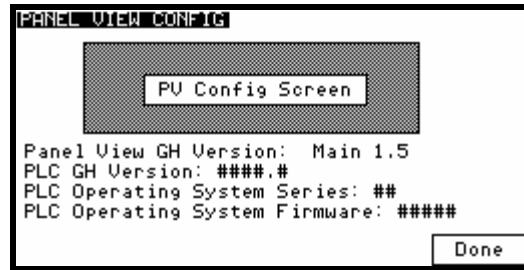 PANEL VIEW CONFIG
PV Config Screen
Panel View GH Version: Main 1.5
PLC GH Version: ####.#
PLC Operating System Series: ##
PLC Operating System Firmware: #####
Done